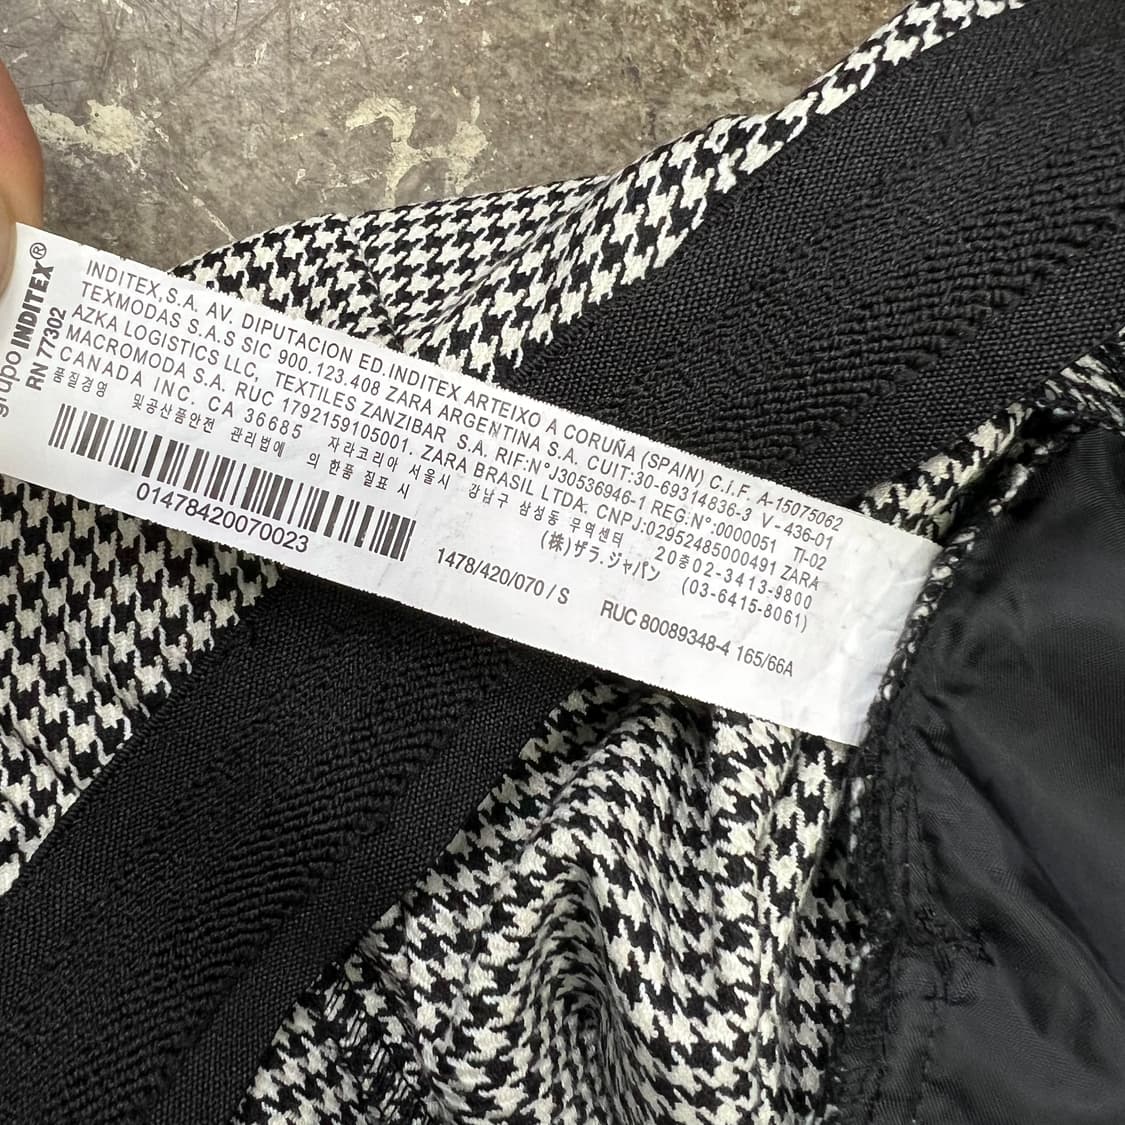 grupo INDITEX®
RN 77302
INDITEX,S.A. AV. DIPUTACION ED.INDITEX ARTEIXO A CORUÑA (SPAIN) C.i.F. A-15075062
TEXMODAS S.A.S SIC 900.123.408 ZARA ARGENTINA S.A. CUIT:30-69314836-3 V-436-01
AZKA LOGISTICS LLC, TEXTILES ZANZIBAR S.A. RIF:N°J30536946-1 REG:N°:0000051 TI-02
MACROMODA S.A. RUC 1792159105001. ZARA BRASIL LTDA. CNPJ:02952485000491 ZARA
CANADA INC. CA 36685 자라코리아 서울시 강남구 삼성동 무역센터 20층02-3413-9800
품질경영 및공산품안전 관리법에 의한 품 질표시 (株)ザラ.ジャパン (03-6415-8061)
01478420070023
1478/420/070 / S RUC 80089348-4 165/66A